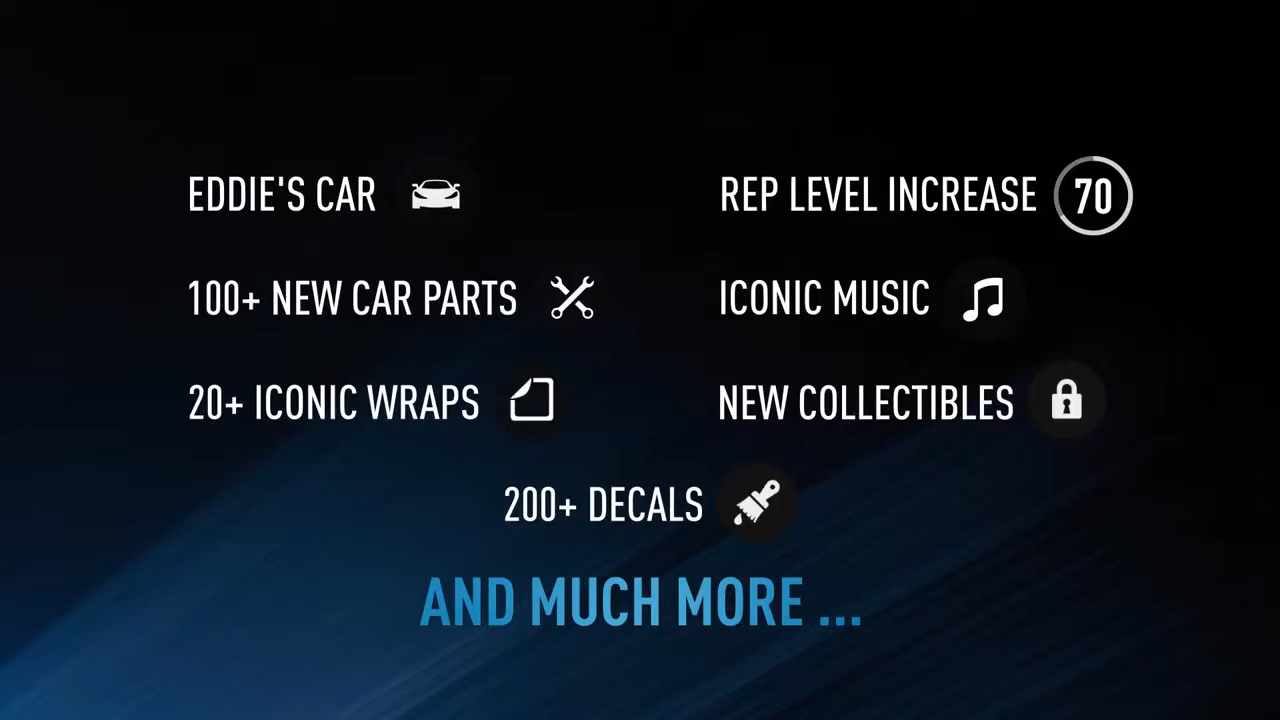 EDDIE'S CAR
REP LEVEL INCREASE 70
100+ NEW CAR PARTS
ICONIC MUSIC
20+ ICONIC WRAPS
NEW COLLECTIBLES
200+ DECALS
AND MUCH MORE ...